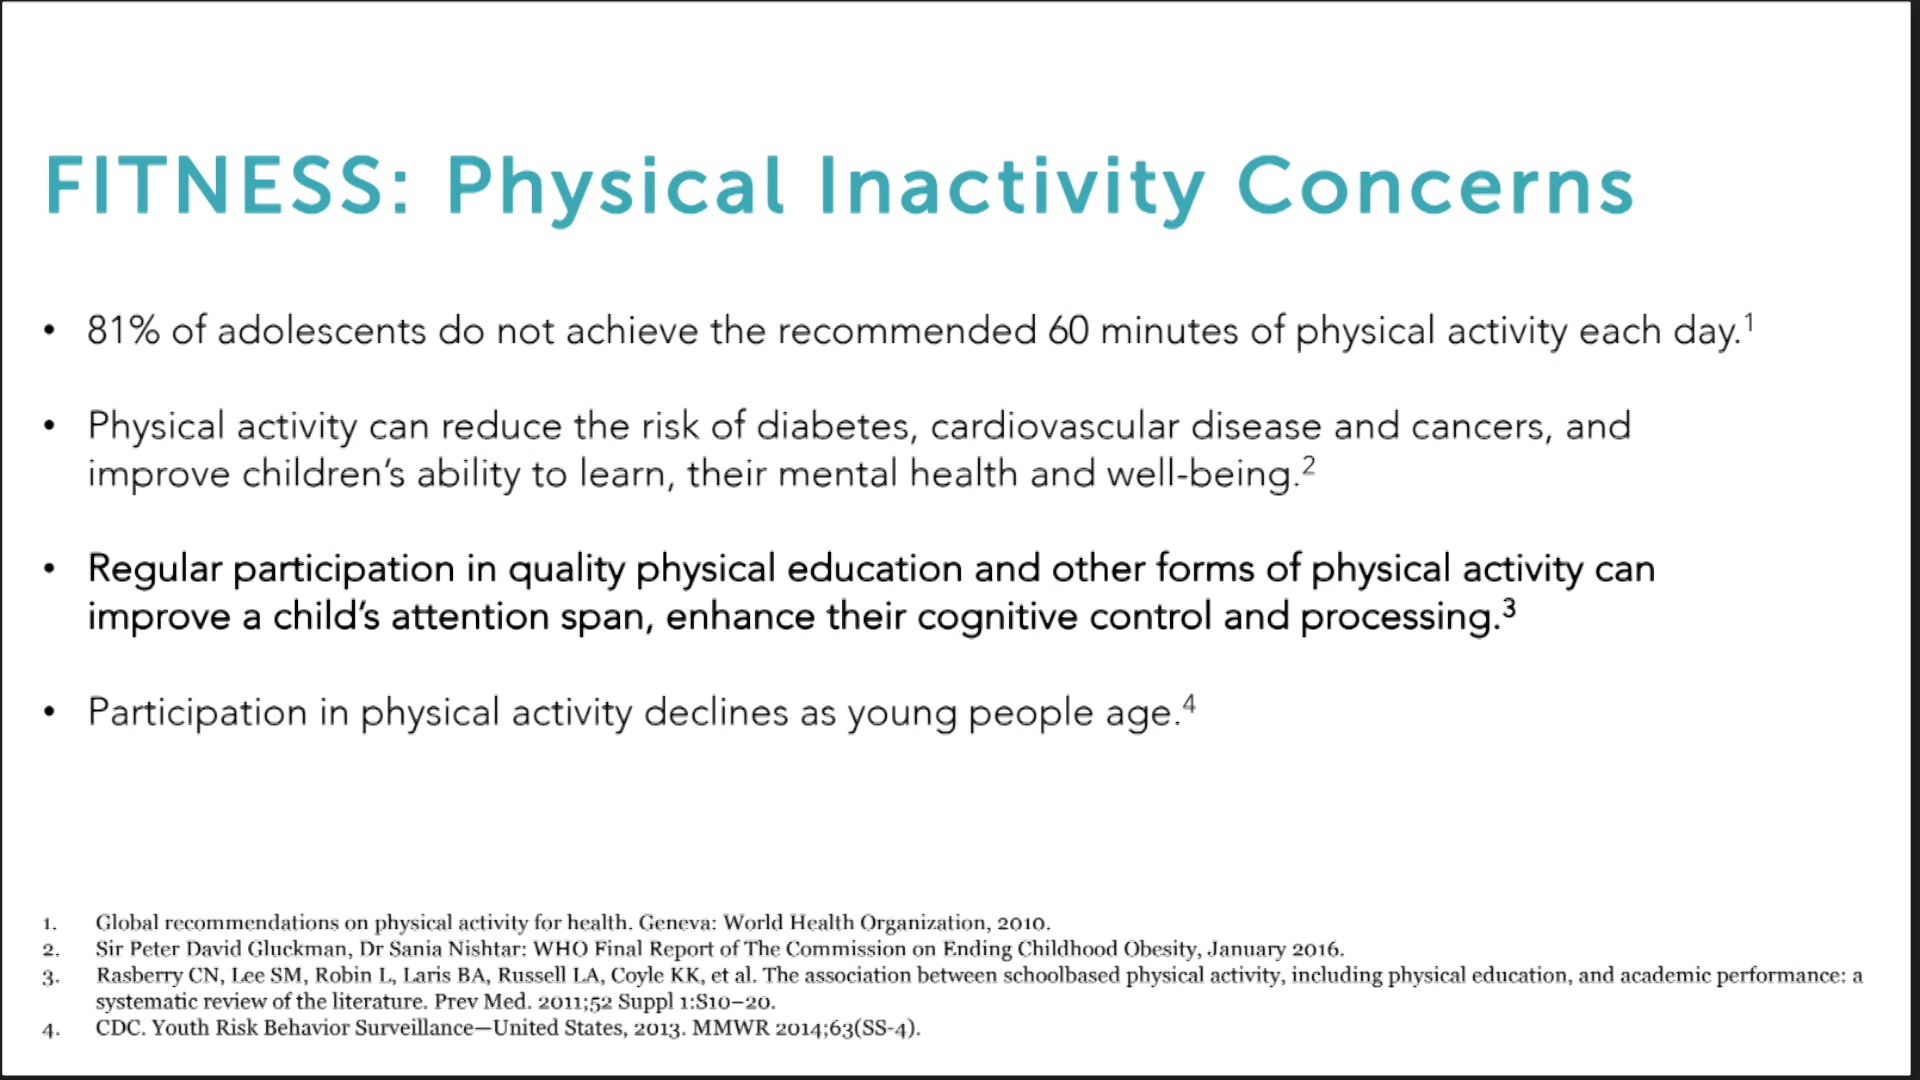 FITNESS: Physical Inactivity Concerns
• 81% of adolescents do not achieve the recommended 60 minutes of physical activity each day.¹
• Physical activity can reduce the risk of diabetes, cardiovascular disease and cancers, and
improve children’s ability to learn, their mental health and well-being.²
• Regular participation in quality physical education and other forms of physical activity can
improve a child’s attention span, enhance their cognitive control and processing.³
• Participation in physical activity declines as young people age.⁴
1. Global recommendations on physical activity for health. Geneva: World Health Organization, 2010.
2. Sir Peter David Gluckman, Dr Sania Nishtar: WHO Final Report of The Commission on Ending Childhood Obesity, January 2016.
3. Rasberry CN, Lee SM, Robin L, Laris BA, Russell LA, Coyle KK, et al. The association between schoolbased physical activity, including physical education, and academic performance: a
systematic review of the literature. Prev Med. 2011;52 Suppl 1:S10–20.
4. CDC. Youth Risk Behavior Surveillance—United States, 2013. MMWR 2014;63(SS-4).